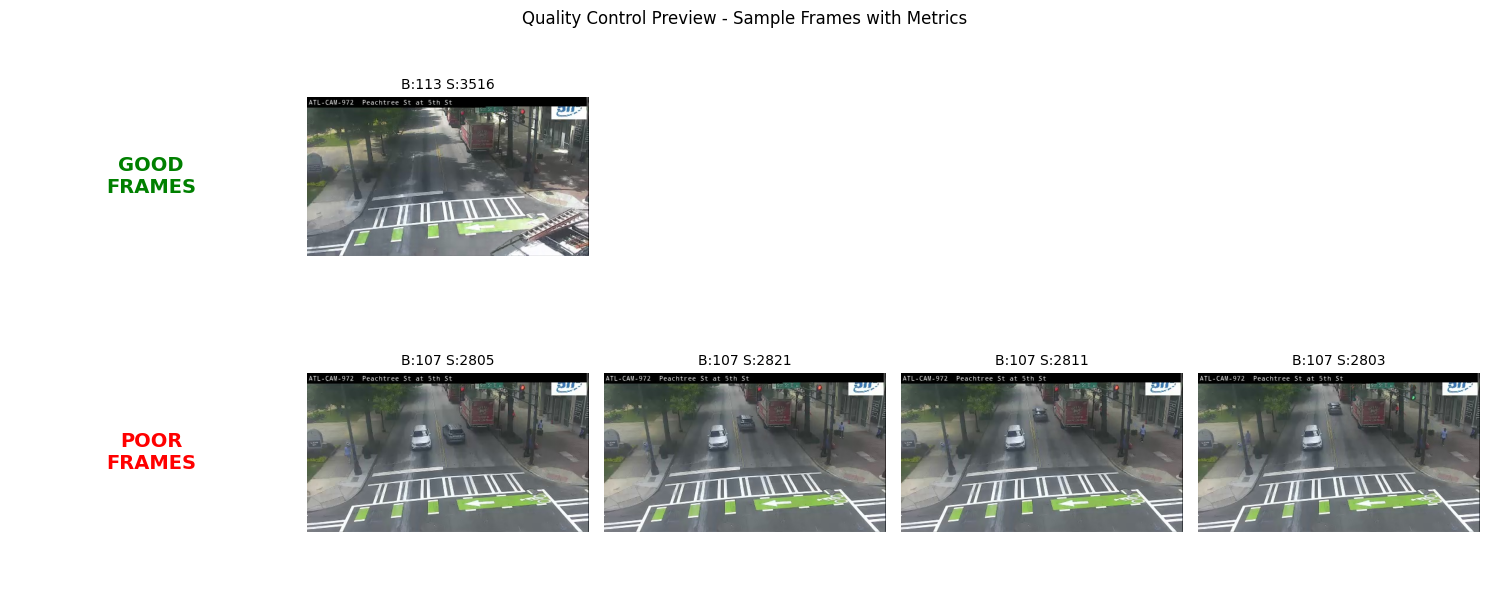 Quality Control Preview - Sample Frames with Metrics
B:113 S:3516
ATL-CAM-972 Peachtree St at 5th St
GOOD
FRAMES
B:107 S:2805
B:107 S:2821
B:107 S:2811
B:107 S:2803
ATL-CAM-972 Peachtree St at 5th St
ATL-CAM-972 Peachtree St at 5th St
ATL-CAM-972 Peachtree St at 5th St
ATL-CAM-972 Peachtree St at 5th St
POOR
FRAMES